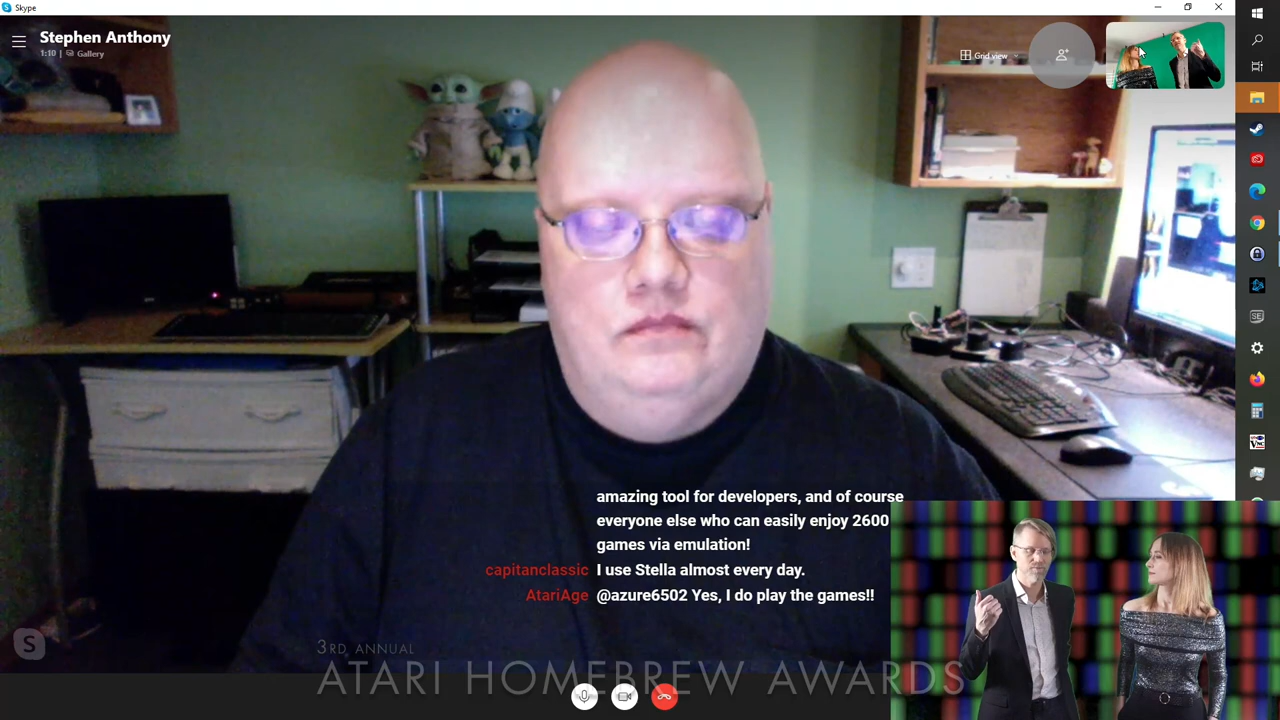 Skype
Stephen Anthony
1:10 | Gallery
Grid view
amazing tool for developers, and of course
everyone else who can easily enjoy 2600
games via emulation!
capitanclassic I use Stella almost every day.
AtariAge @azure6502 Yes, I do play the games!!
3RD ANNUAL
ATARI HOMEBREW AWARDS